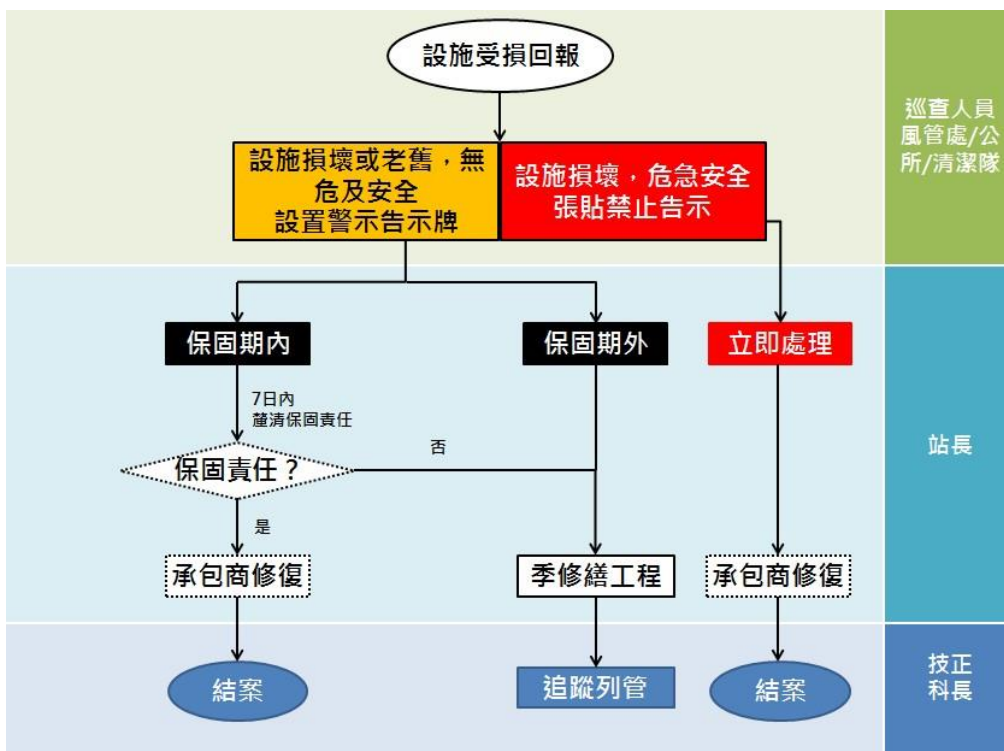 設施受損回報
巡查人員
風管處/公
所/清潔隊
設施損壞或老舊，無
危及安全
設置警示告示牌
設施損壞，危急安全
張貼禁止告示
保固期內
保固期外
立即處理
7日內
釐清保固責任
否
保固責任？
站長
是
承包商修復
季修繕工程
承包商修復
結案
追蹤列管
結案
技正
科長